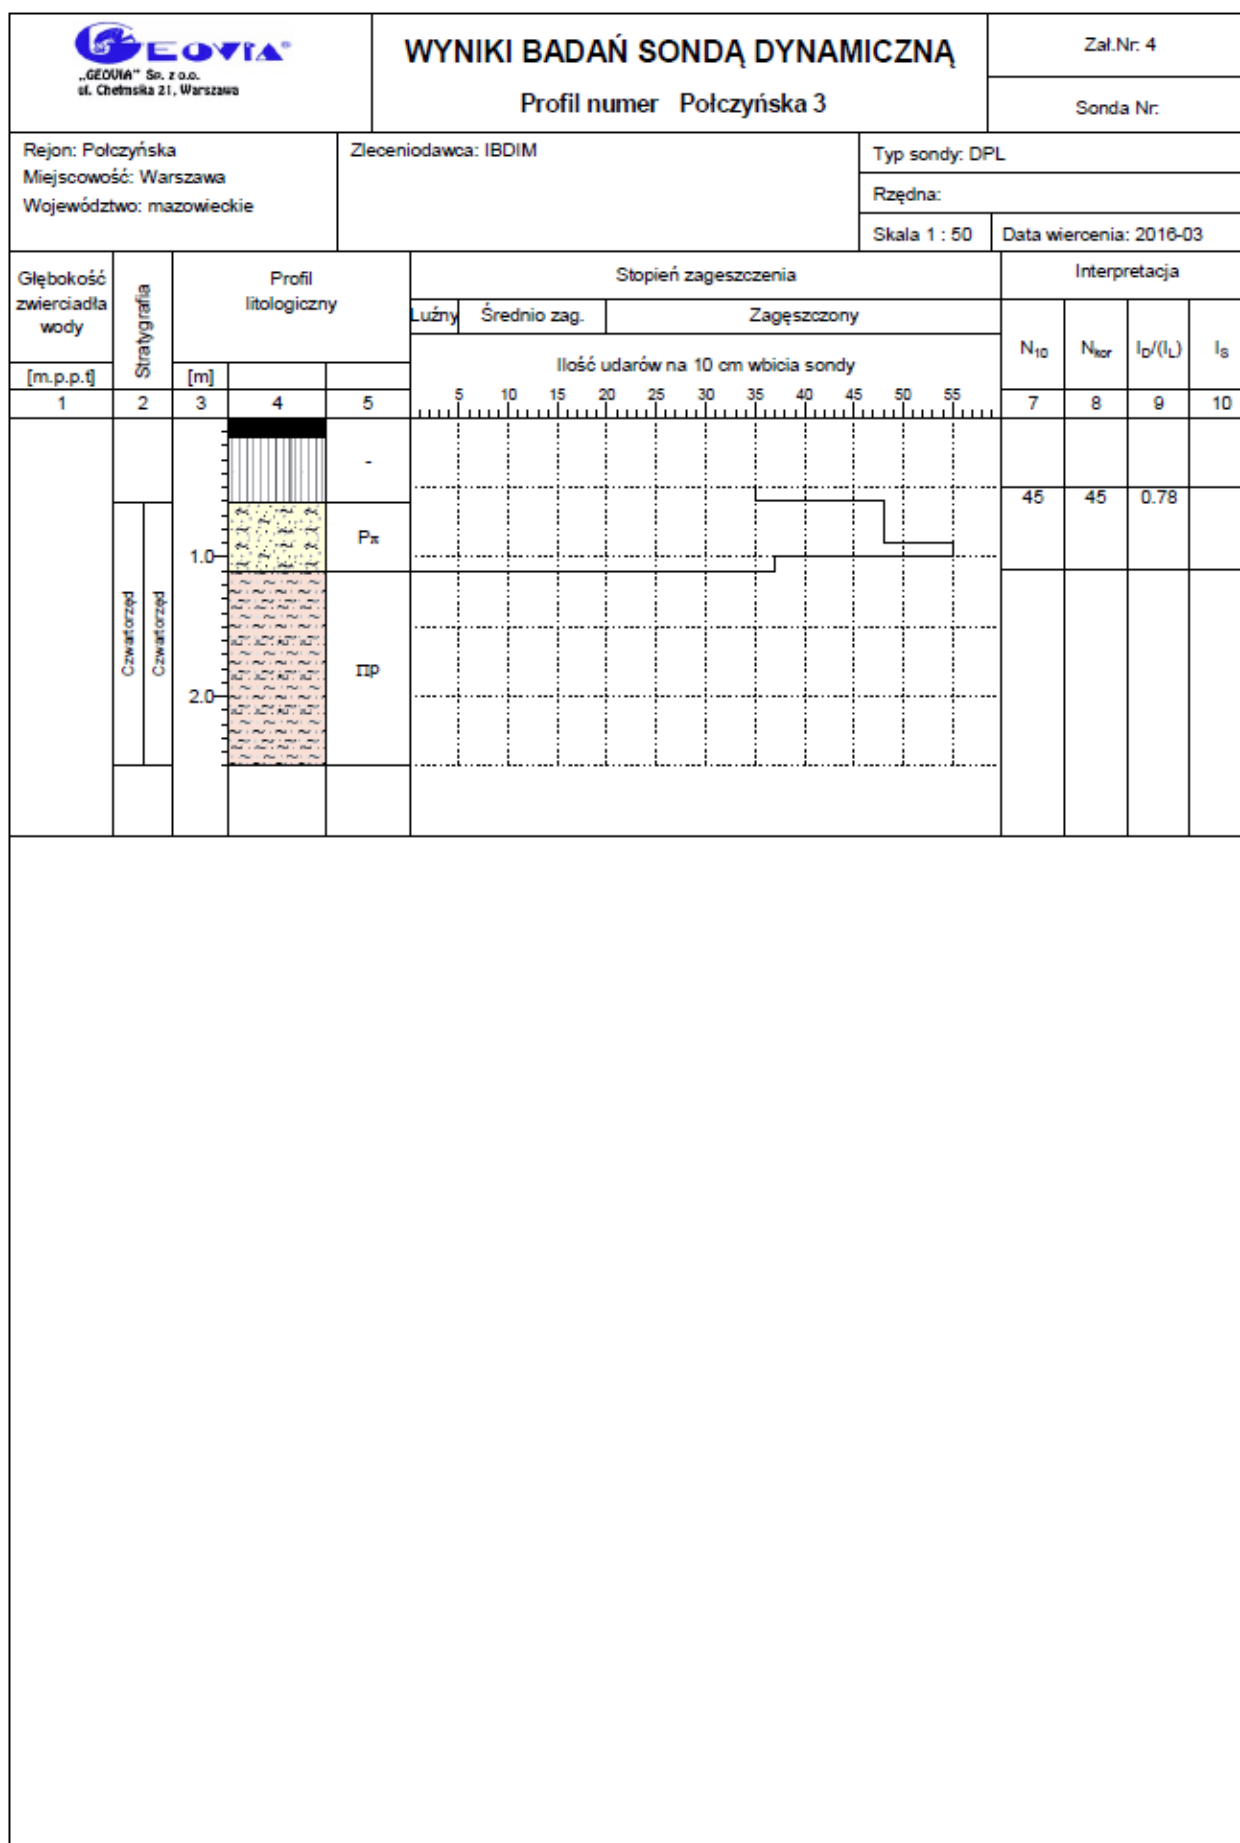 GEOVIA®
„GEOVIA” Sp. z o.o.
ul. Chełmska 21, Warszawa
WYNIKI BADAŃ SONDĄ DYNAMICZNĄ
Profil numer Połczyńska 3
Zał.Nr: 4
Sonda Nr:
Rejon: Połczyńska
Miejscowość: Warszawa
Województwo: mazowieckie
Zleceniodawca: IBDIM
Typ sondy: DPL
Rzędna:
Skala 1 : 50
Data wiercenia: 2016-03
Głębokość
zwierciadła
wody
[m.p.p.t]
Stratygrafia
Profil
litologiczny
[m]
Stopień zageszczenia
Luźny
Średnio zag.
Zagęszczony
Ilość udarów na 10 cm wbicia sondy
5 10 15 20 25 30 35 40 45 50 55
Interpretacja
N10 Nkor ID/(IL) IS
1 2 3 4 5 7 8 9 10
-
45 45 0.78
Pπ
1.0
Czwartorzęd
Czwartorzęd
Πp
2.0